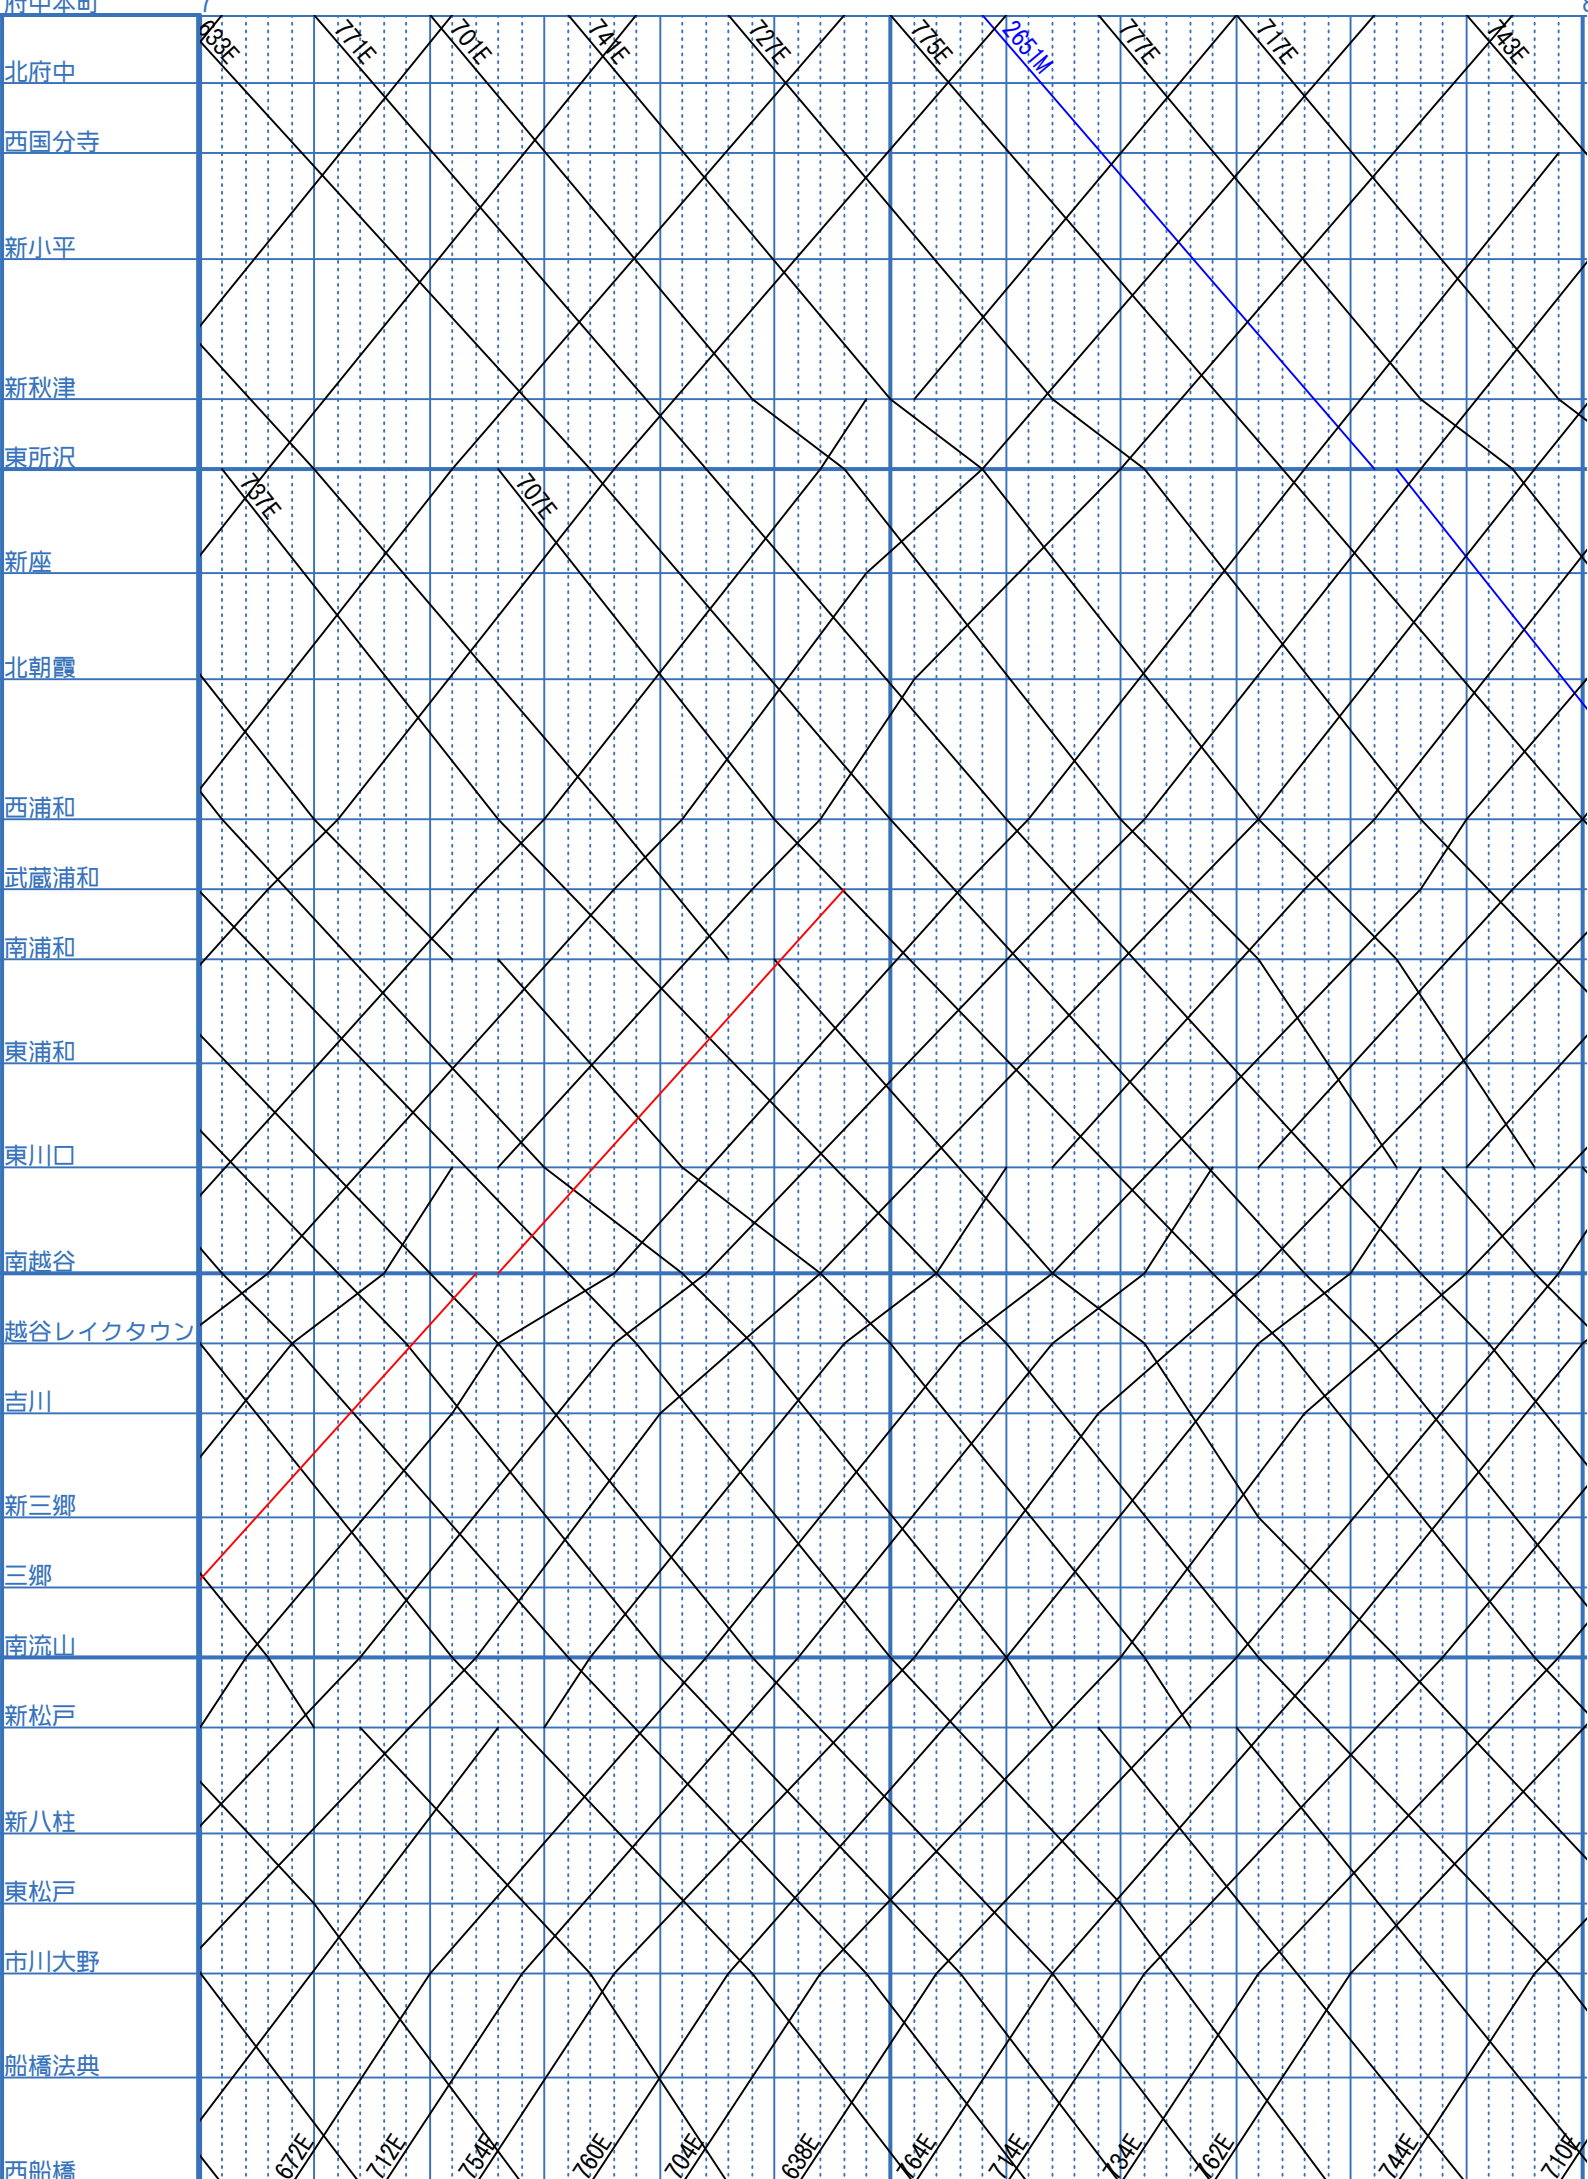 府中本町 7 8
633E 771E 701E 741E 727E 775E 2651M 777E 717E 743E
北府中
西国分寺
新小平
新秋津
東所沢
737E 707E
新座
北朝霞
西浦和
武蔵浦和
南浦和
東浦和
東川口
南越谷
越谷レイクタウン
吉川
新三郷
三郷
南流山
新松戸
新八柱
東松戸
市川大野
船橋法典
672E 712E 754E 760E 704E 638E 764E 714E 734E 762E 744E 710E
西船橋